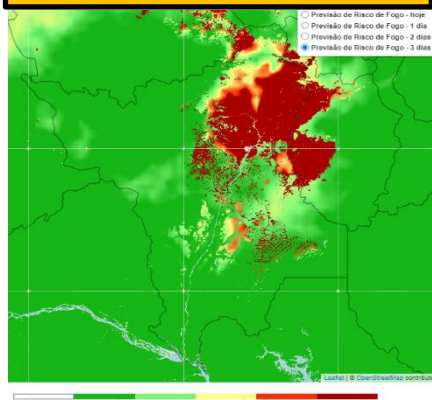 Previsão de Risco de Fogo - hoje
Previsão de Risco de Fogo - 1 dia
Previsão de Risco de Fogo - 2 dias
Previsão de Risco de Fogo - 3 dias
Leaflet | © OpenStreetMap contribu